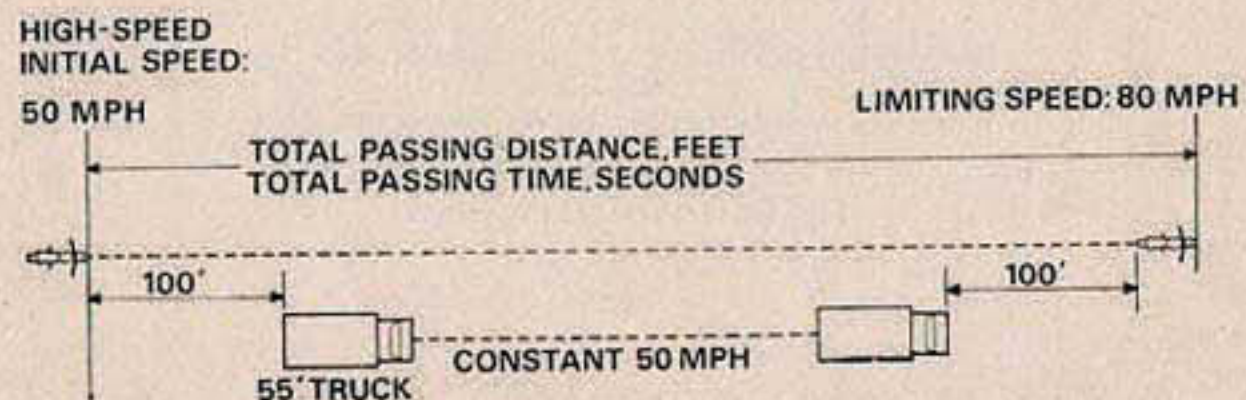 HIGH-SPEED
INITIAL SPEED:
50 MPH
LIMITING SPEED: 80 MPH
TOTAL PASSING DISTANCE, FEET
TOTAL PASSING TIME, SECONDS
100'
100'
CONSTANT 50 MPH
55' TRUCK